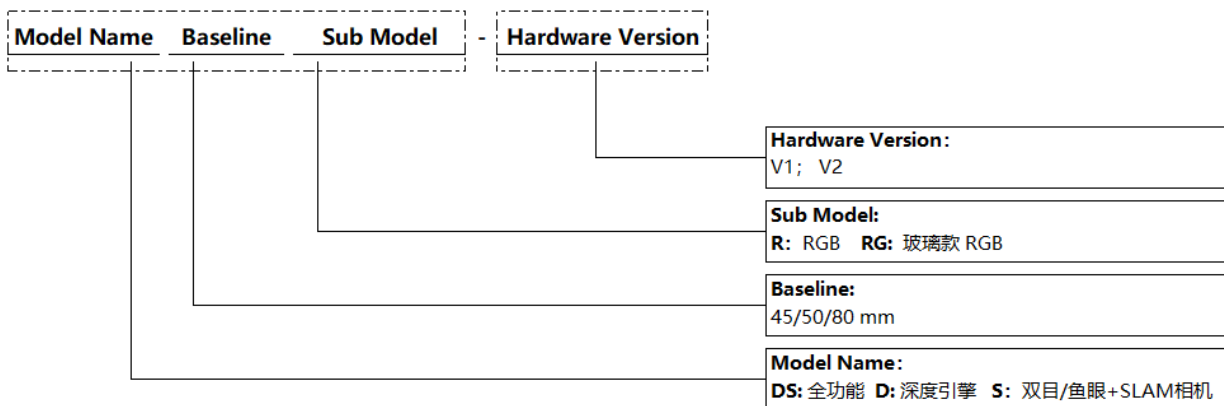 Model Name Baseline Sub Model - Hardware Version
Hardware Version：
V1； V2
Sub Model:
R：RGB RG: 玻璃款 RGB
Baseline:
45/50/80 mm
Model Name：
DS: 全功能 D: 深度引擎 S：双目/鱼眼+SLAM相机